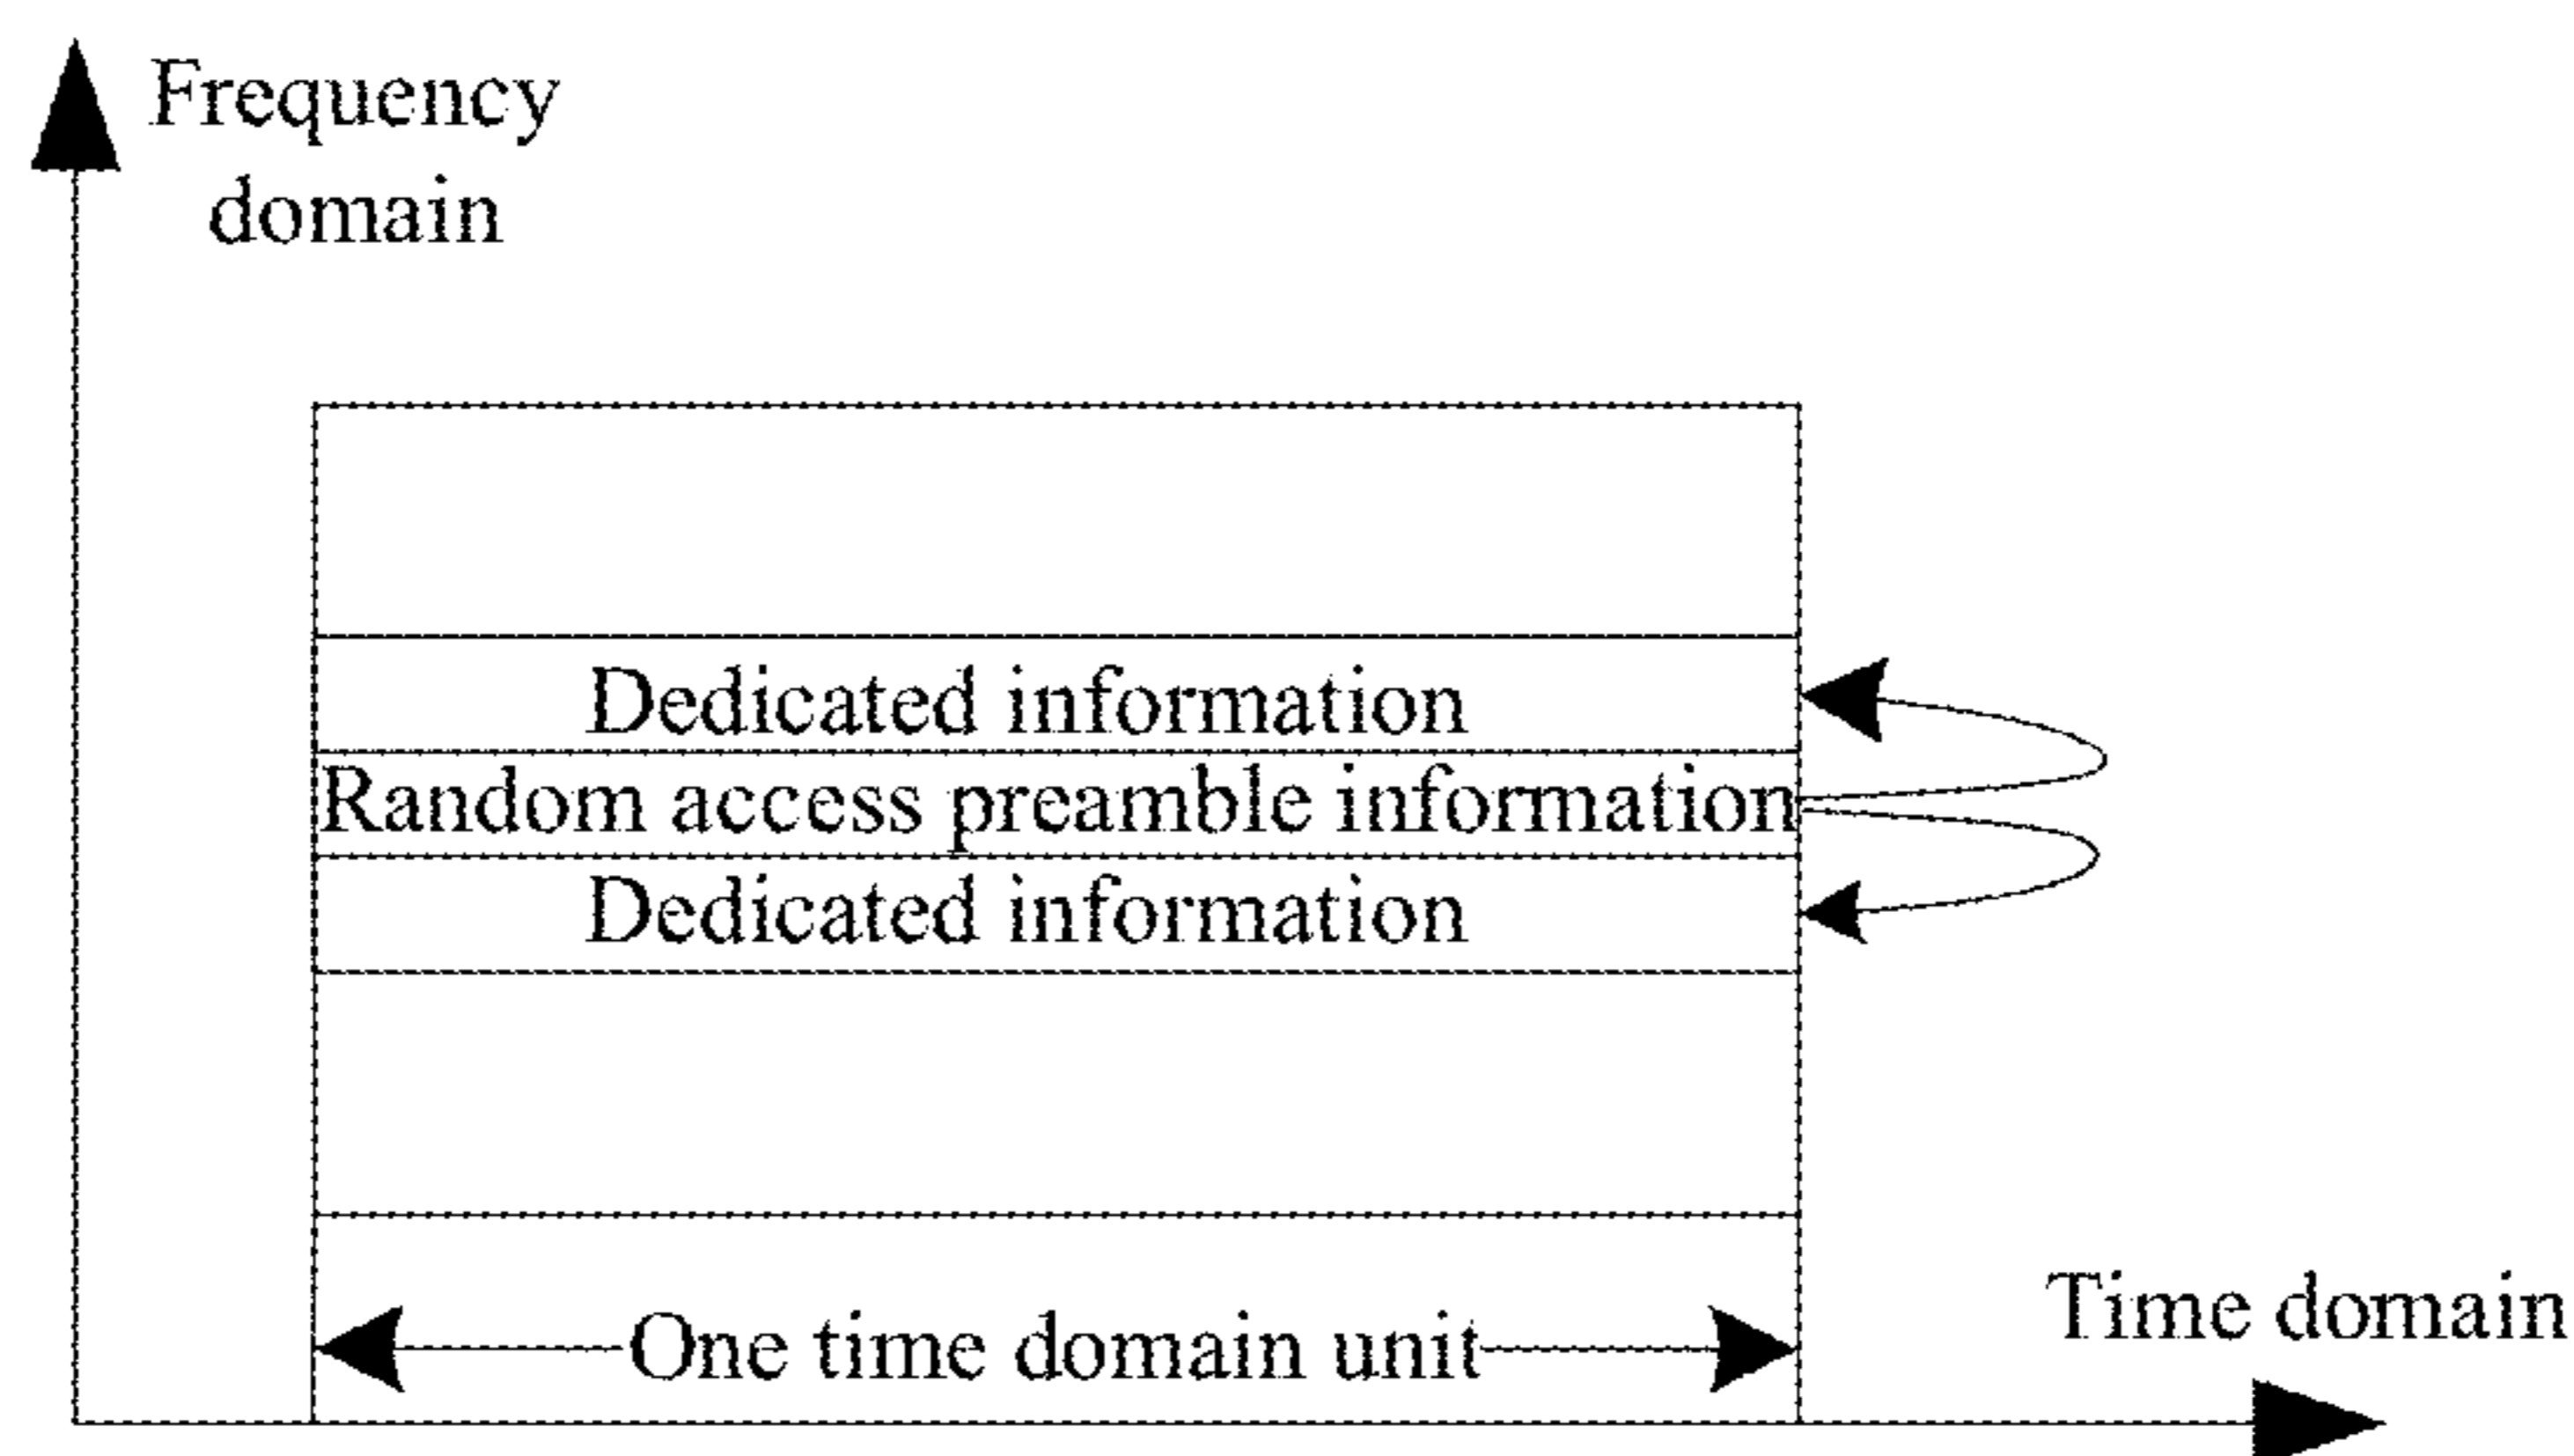 Frequency
domain
Dedicated information
Random access preamble information
Dedicated information
One time domain unit
Time domain